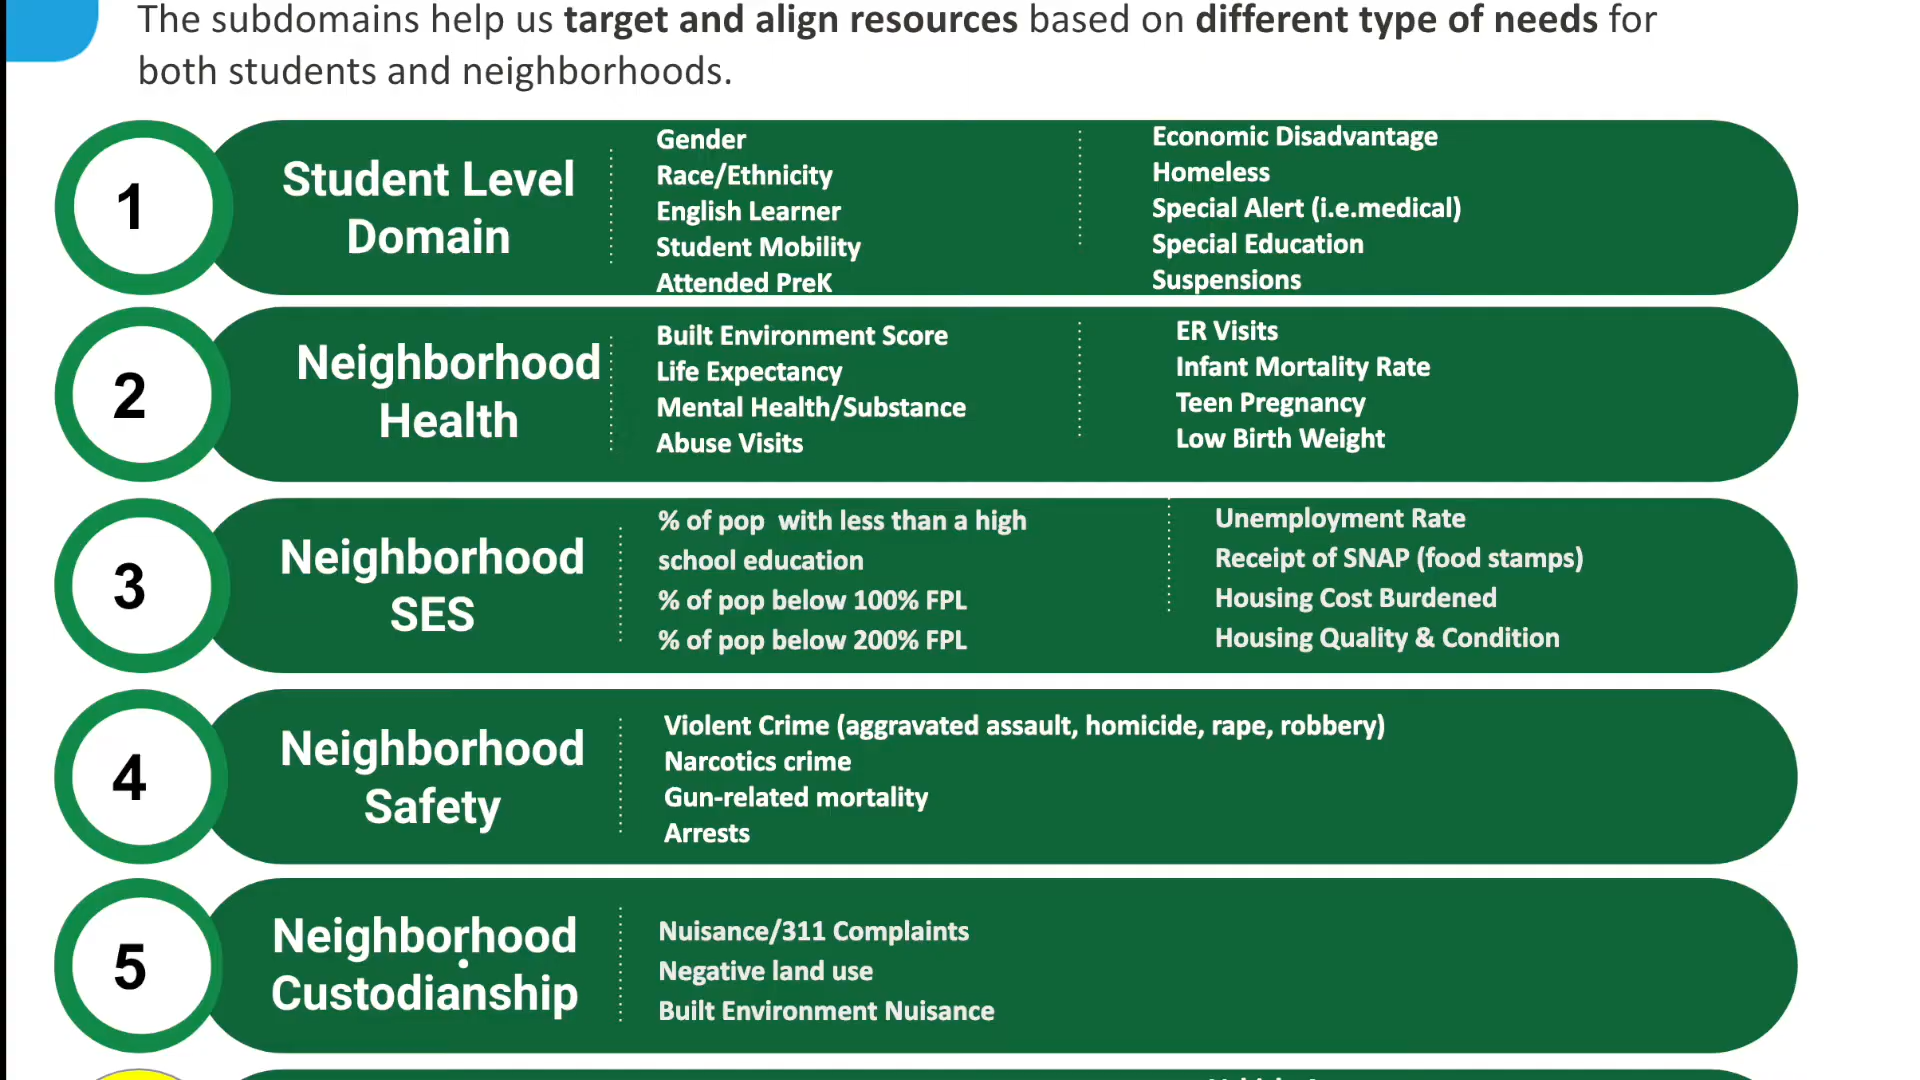 The subdomains help us target and align resources based on different type of needs for
both students and neighborhoods.
1
Student Level
Domain
Gender
Race/Ethnicity
English Learner
Student Mobility
Attended PreK
Economic Disadvantage
Homeless
Special Alert (i.e.medical)
Special Education
Suspensions
2
Neighborhood
Health
Built Environment Score
Life Expectancy
Mental Health/Substance
Abuse Visits
ER Visits
Infant Mortality Rate
Teen Pregnancy
Low Birth Weight
3
Neighborhood
SES
% of pop with less than a high
school education
% of pop below 100% FPL
% of pop below 200% FPL
Unemployment Rate
Receipt of SNAP (food stamps)
Housing Cost Burdened
Housing Quality & Condition
4
Neighborhood
Safety
Violent Crime (aggravated assault, homicide, rape, robbery)
Narcotics crime
Gun-related mortality
Arrests
5
Neighborhood
Custodianship
Nuisance/311 Complaints
Negative land use
Built Environment Nuisance